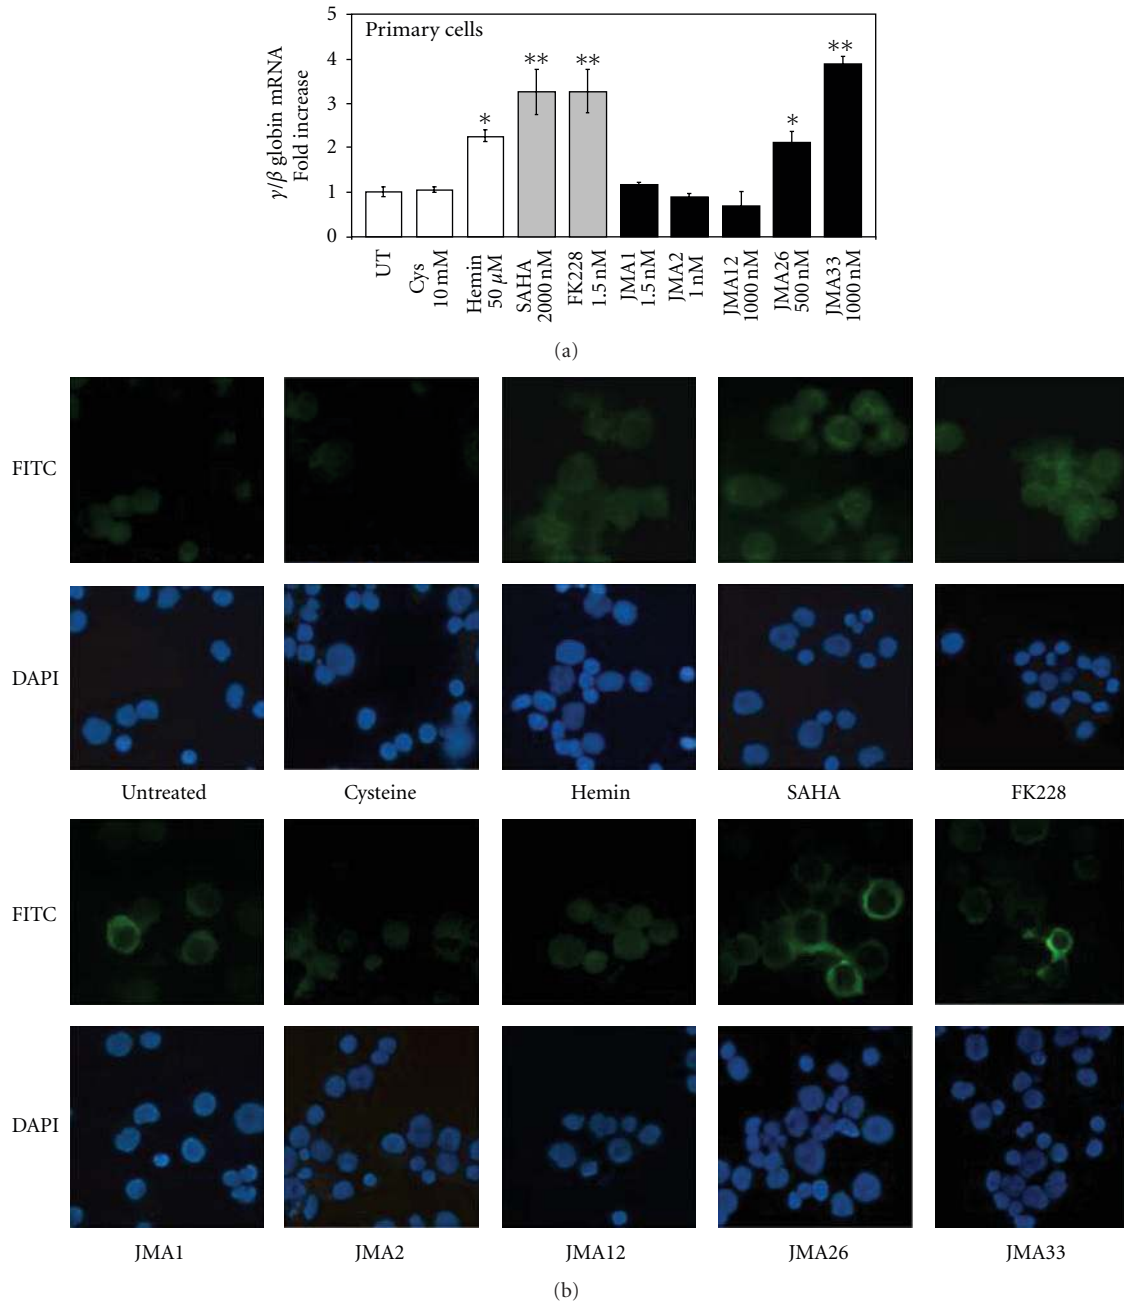 Primary cells
γ/β globin mRNA
Fold increase
5
4
3
2
1
0
*
**
**
*
**
UT
Cys
10 mM
Hemin
50 μM
SAHA
2000 nM
FK228
1.5 nM
JMA1
1.5 nM
JMA2
1 nM
JMA12
1000 nM
JMA26
500 nM
JMA33
1000 nM
(a)
FITC
DAPI
Untreated Cysteine Hemin SAHA FK228
FITC
DAPI
JMA1 JMA2 JMA12 JMA26 JMA33
(b)